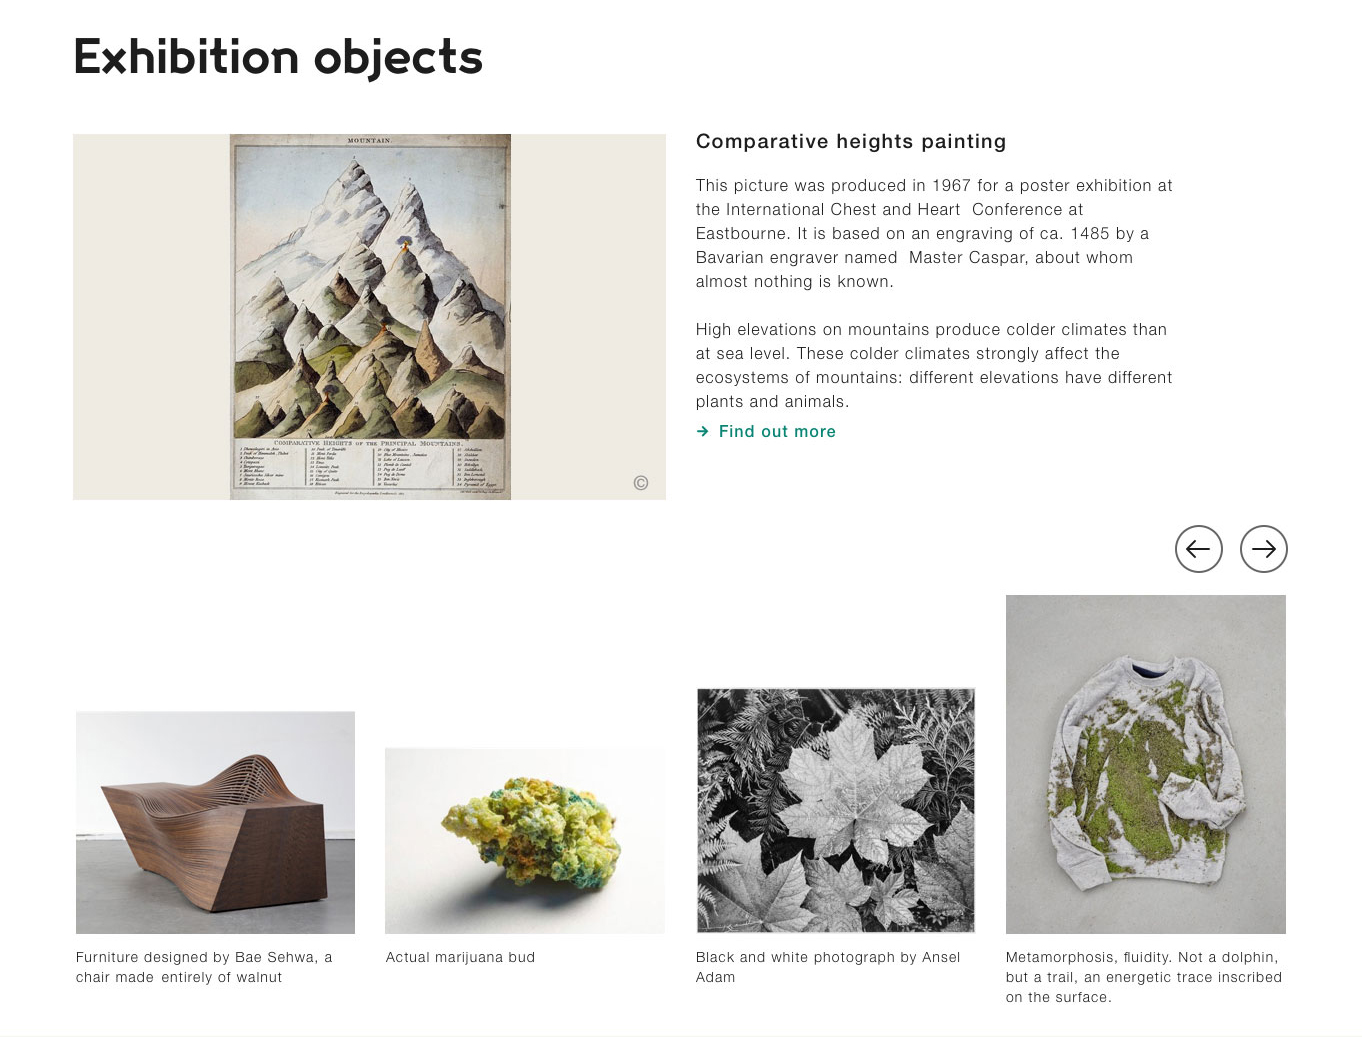 Exhibition objects
MOUNTAIN.
COMPARATIVE HEIGHTS OF THE PRINCIPAL MOUNTAINS.
©
Comparative heights painting
This picture was produced in 1967 for a poster exhibition at
the International Chest and Heart Conference at
Eastbourne. It is based on an engraving of ca. 1485 by a
Bavarian engraver named Master Caspar, about whom
almost nothing is known.
High elevations on mountains produce colder climates than
at sea level. These colder climates strongly affect the
ecosystems of mountains: different elevations have different
plants and animals.
→ Find out more
Furniture designed by Bae Sehwa, a
chair made entirely of walnut
Actual marijuana bud
Black and white photograph by Ansel
Adam
Metamorphosis, fluidity. Not a dolphin,
but a trail, an energetic trace inscribed
on the surface.